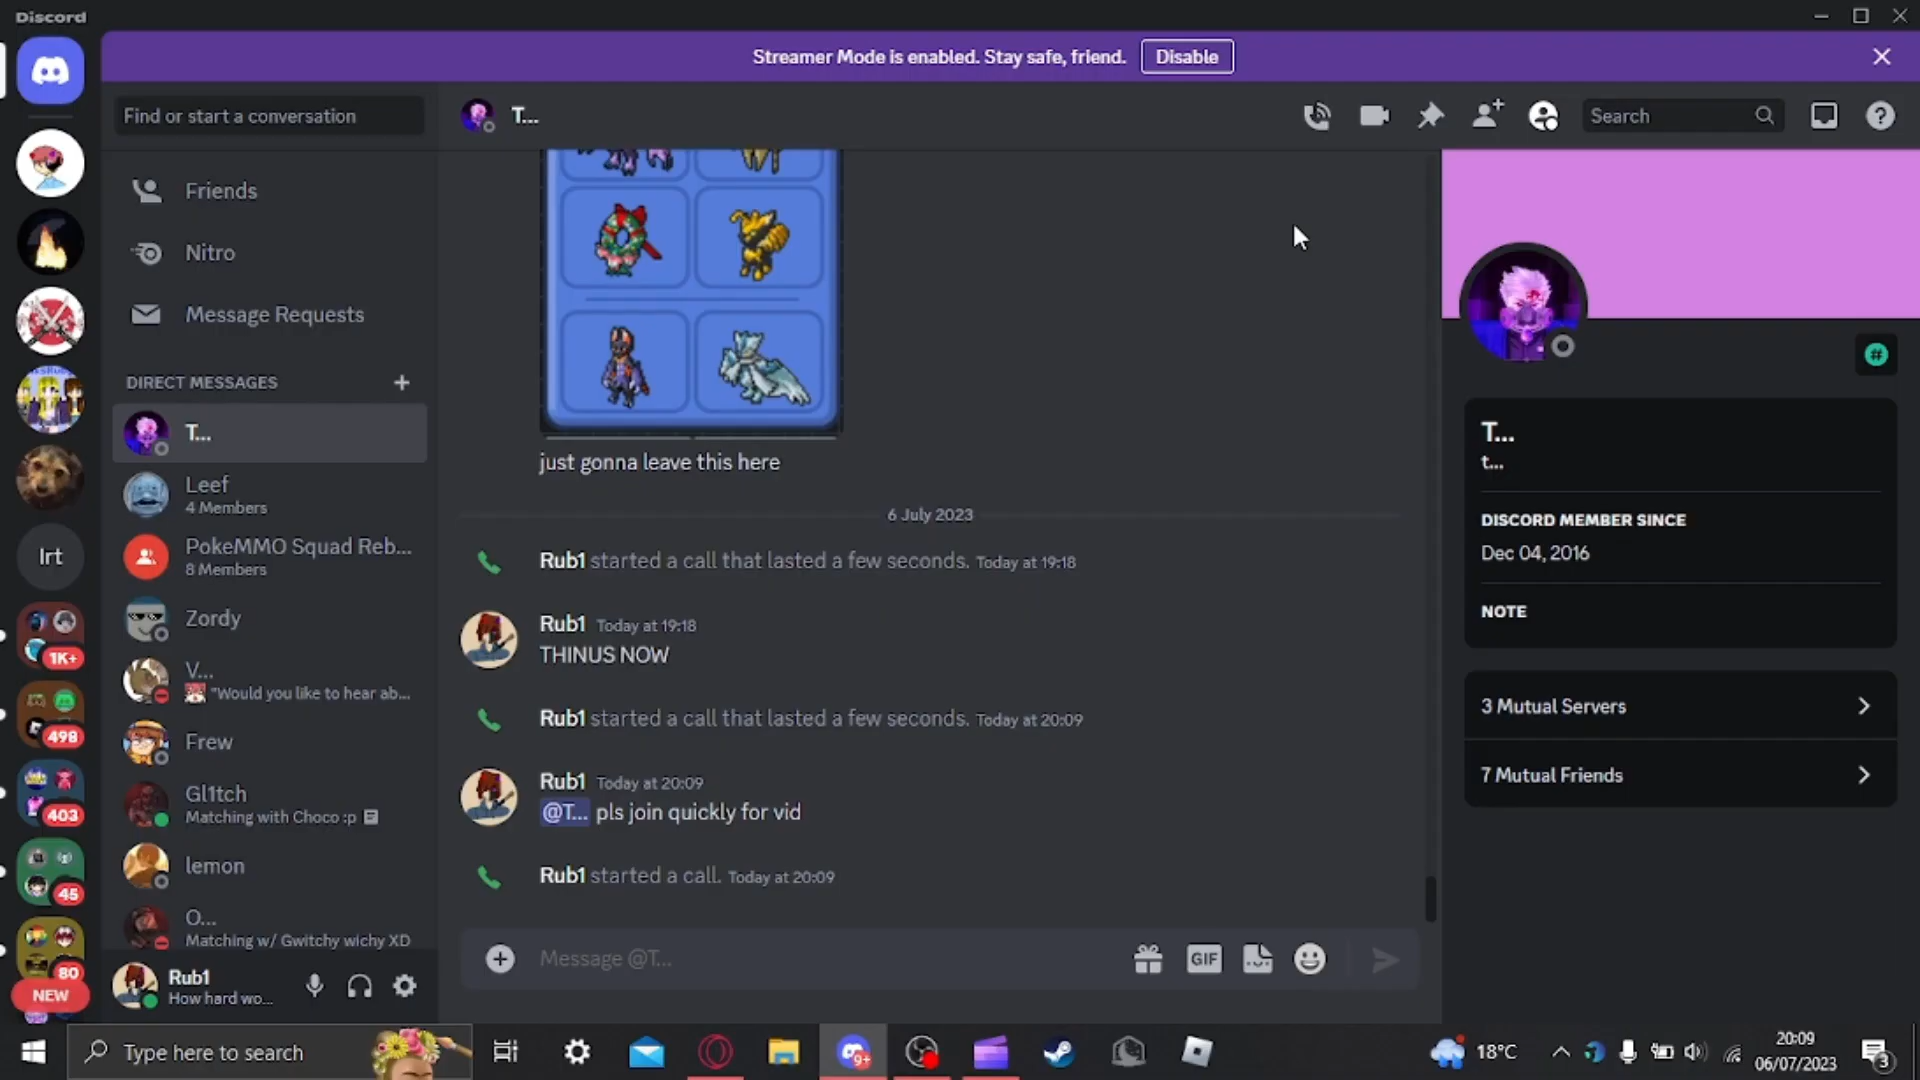 Discord
Streamer Mode is enabled. Stay safe, friend.
Disable
Find or start a conversation
T...
Search
Friends
Nitro
Message Requests
DIRECT MESSAGES
T...
Leef
4 Members
PokeMMO Squad Reb...
8 Members
Zordy
V...
"Would you like to hear ab...
Frew
Gl1tch
Matching with Choco :p
lemon
O...
Matching w/ Gwitchy wichy XD
Rub1
How hard wo...
lrt
1K+
498
403
45
80
NEW
just gonna leave this here
6 July 2023
Rub1 started a call that lasted a few seconds. Today at 19:18
Rub1 Today at 19:18
THINUS NOW
Rub1 started a call that lasted a few seconds. Today at 20:09
Rub1 Today at 20:09
@T... pls join quickly for vid
Rub1 started a call. Today at 20:09
Message @T...
GIF
T...
t...
DISCORD MEMBER SINCE
Dec 04, 2016
NOTE
3 Mutual Servers
7 Mutual Friends
Type here to search
9+
18°C
20:09
06/07/2023
3